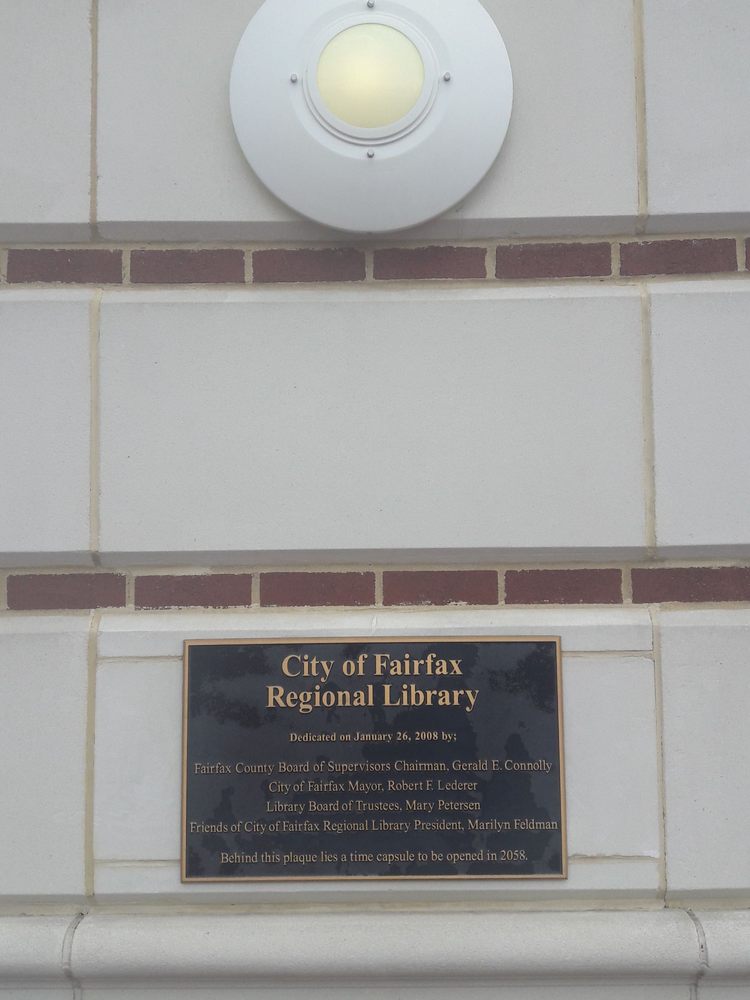 City of Fairfax
Regional Library
Dedicated on January 26, 2008 by;
Fairfax County Board of Supervisors Chairman, Gerald E. Connolly
City of Fairfax Mayor, Robert F. Lederer
Library Board of Trustees, Mary Petersen
Friends of City of Fairfax Regional Library President, Marilyn Feldman
Behind this plaque lies a time capsule to be opened in 2058.